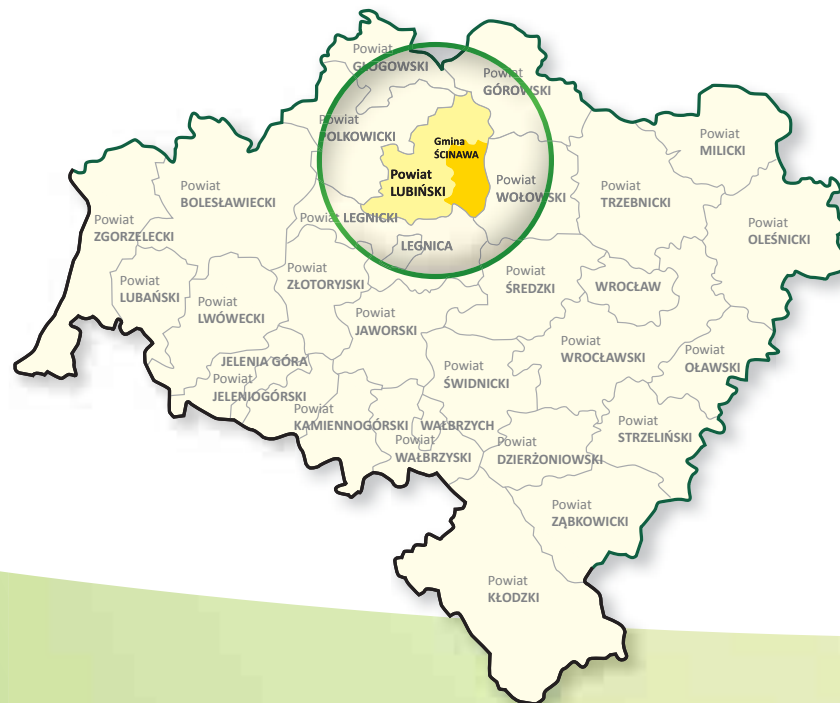 Powiat
GŁOGOWSKI
Powiat
GÓROWSKI
Powiat
POLKOWICKI
Gmina
ŚCINAWA
Powiat
MILICKI
Powiat
LUBIŃSKI
Powiat
WOŁOWSKI
Powiat
TRZEBNICKI
Powiat
BOLESŁAWIECKI
Powiat LEGNICKI
Powiat
ZGORZELECKI
Powiat
OLEŚNICKI
LEGNICA
Powiat
LUBAŃSKI
Powiat
ZŁOTORYJSKI
Powiat
ŚREDZKI
WROCŁAW
Powiat
LWÓWECKI
Powiat
JAWORSKI
Powiat
WROCŁAWSKI
Powiat
OŁAWSKI
JELENIA GÓRA
Powiat
JELENIOGÓRSKI
Powiat
ŚWIDNICKI
Powiat
KAMIENNOGÓRSKI
WAŁBRZYCH
Powiat
STRZELIŃSKI
Powiat
WAŁBRZYSKI
Powiat
DZIERŻONIOWSKI
Powiat
ZĄBKOWICKI
Powiat
KŁODZKI